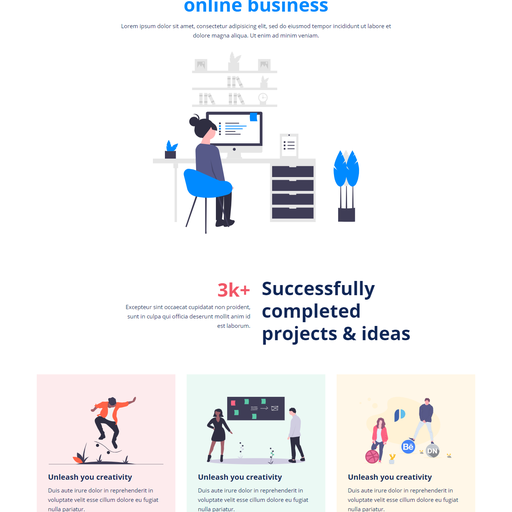 online business
Lorem ipsum dolor sit amet, consectetur adipisicing elit, sed do eiusmod tempor incididunt ut labore et
dolore magna aliqua. Ut enim ad minim veniam.
3k+
Excepteur sint occaecat cupidatat non proident,
sunt in culpa qui officia deserunt mollit anim id
est laborum.
Successfully
completed
projects & ideas
Bē
DN
Unleash you creativity
Duis aute irure dolor in reprehenderit in
voluptate velit esse cillum dolore eu fugiat
nulla pariatur.
Unleash you creativity
Duis aute irure dolor in reprehenderit in
voluptate velit esse cillum dolore eu fugiat
nulla pariatur.
Unleash you creativity
Duis aute irure dolor in reprehenderit in
voluptate velit esse cillum dolore eu fugiat
nulla pariatur.